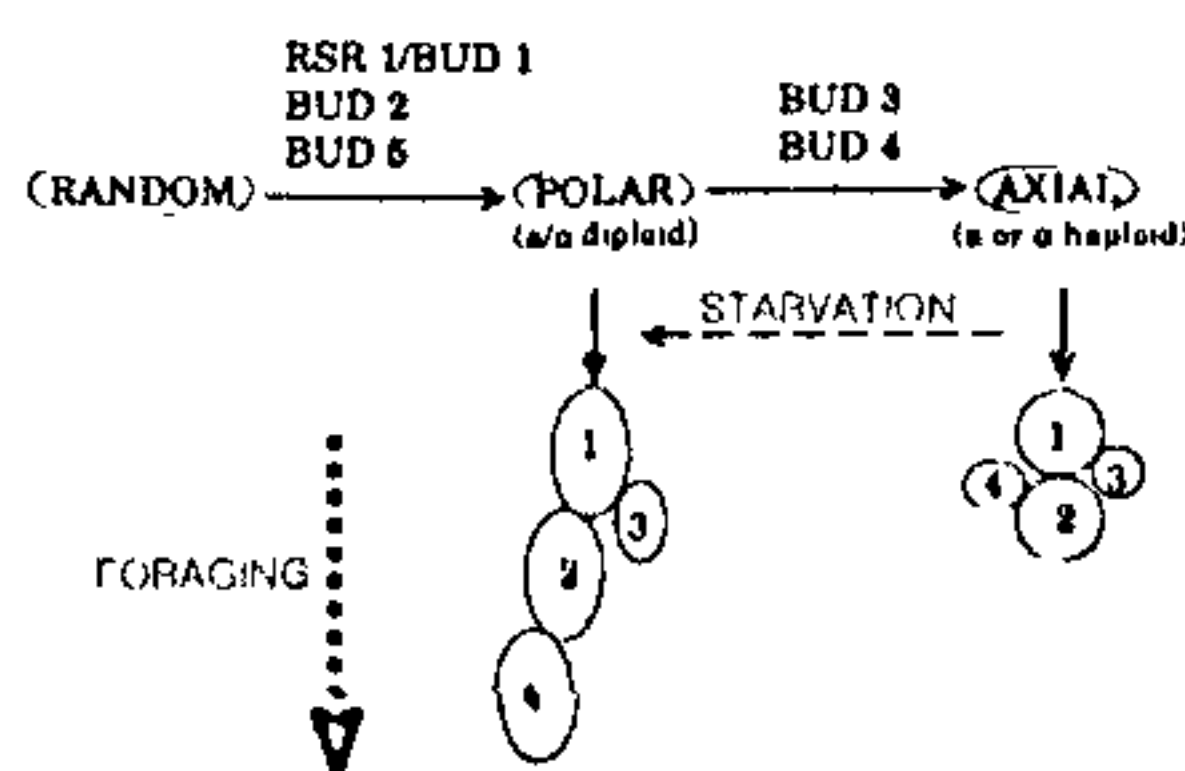 RSR 1/BUD 1
BUD 2
BUD 5
BUD 3
BUD 4
(RANDOM)
(POLAR)
(AXIAL)
(a/α diploid)
(a or α haploid)
STARVATION
FORAGING
1
2
3
4
1
2
3
4